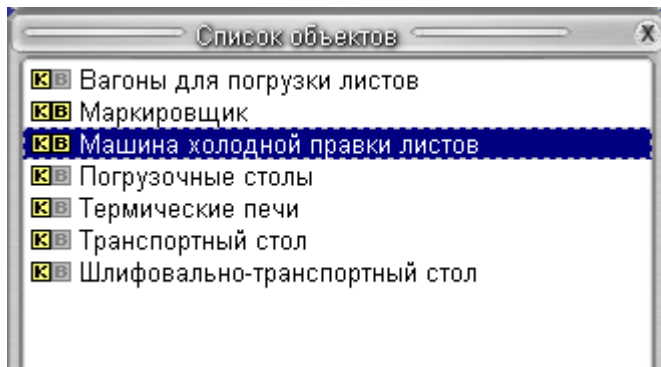 Список объектов X
КВ Вагоны для погрузки листов
КВ Маркировщик
КВ Машина холодной правки листов
КВ Погрузочные столы
КВ Термические печи
КВ Транспортный стол
КВ Шлифовально-транспортный стол